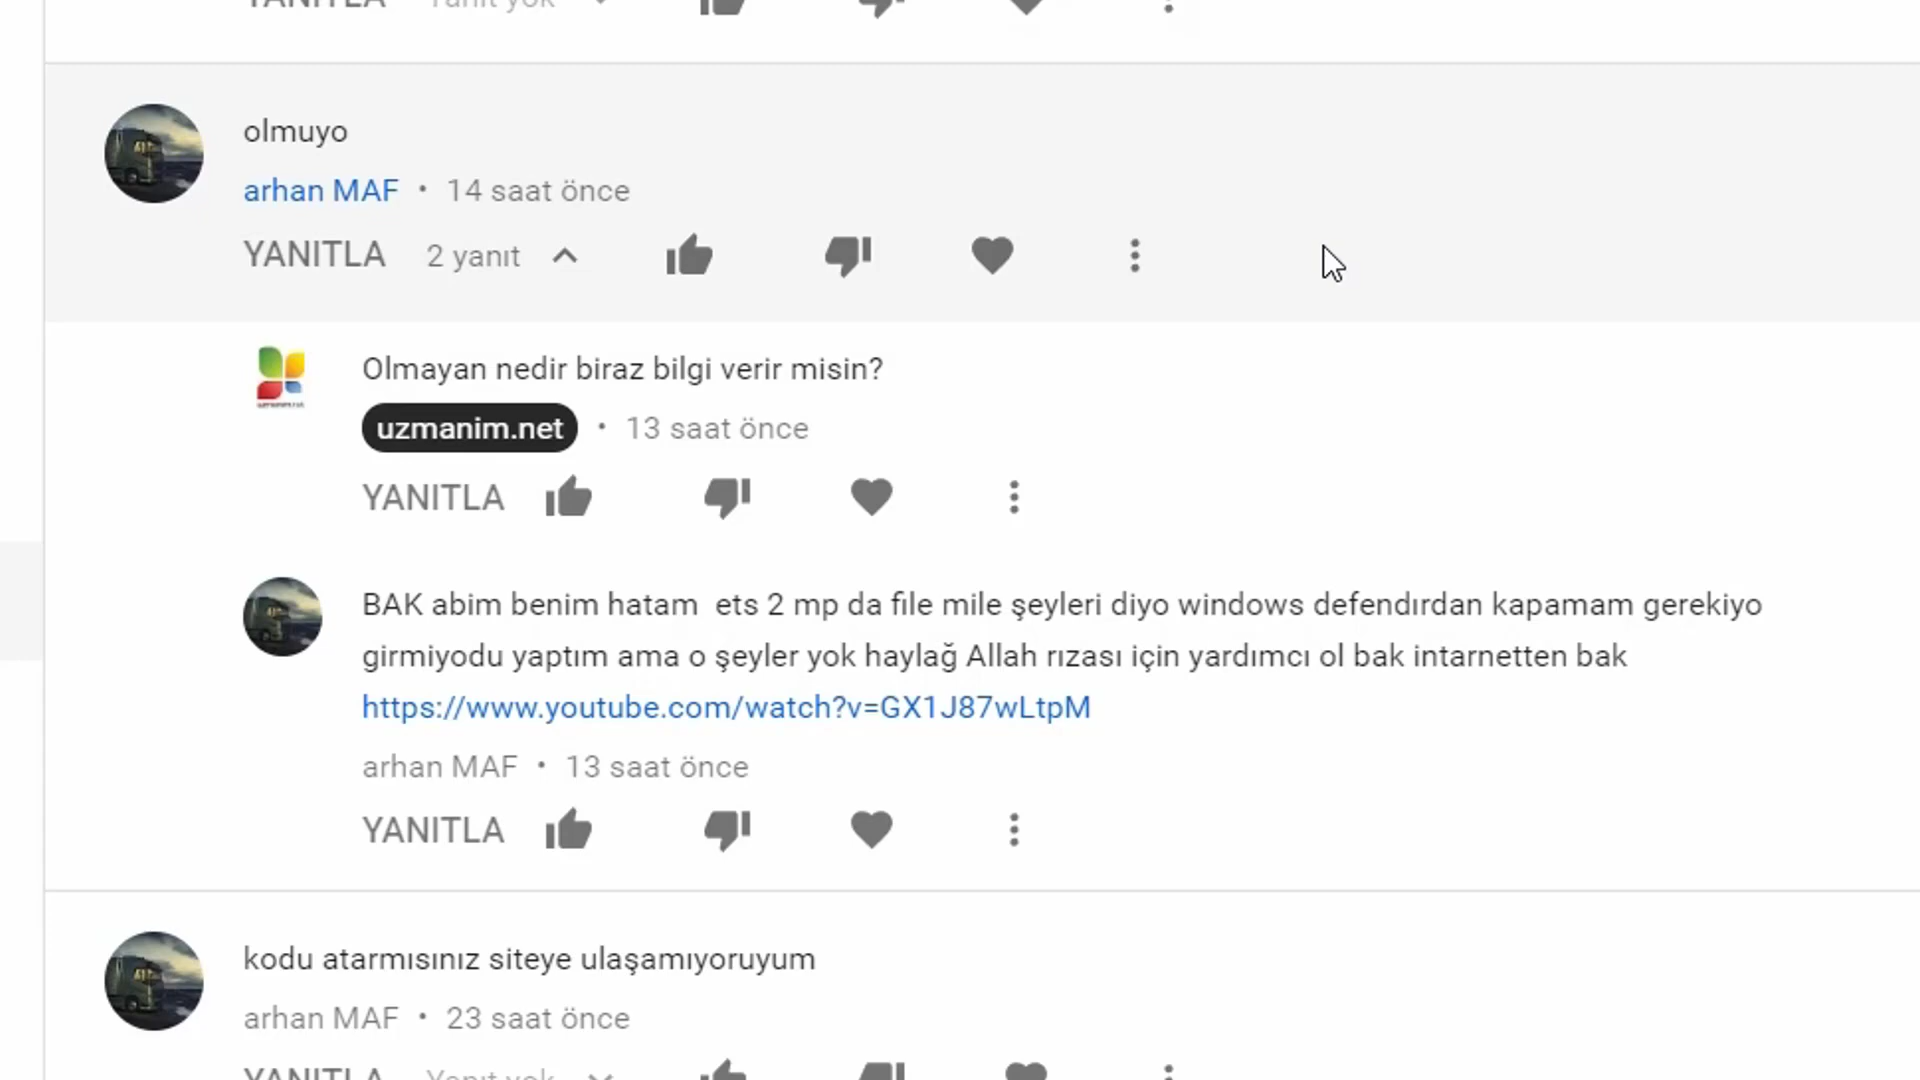 YANITLA Yanıt yok
olmuyo
arhan MAF • 14 saat önce
YANITLA 2 yanıt
Olmayan nedir biraz bilgi verir misin?
uzmanim.net • 13 saat önce
YANITLA
BAK abim benim hatam  ets 2 mp da file mile şeyleri diyo windows defendırdan kapamam gerekiyo
girmiyodu yaptım ama o şeyler yok haylağ Allah rızası için yardımcı ol bak intarnetten bak
https://www.youtube.com/watch?v=GX1J87wLtpM
arhan MAF • 13 saat önce
YANITLA
kodu atarmısınız siteye ulaşamıyoruyum
arhan MAF • 23 saat önce
YANITLA Yanıt yok